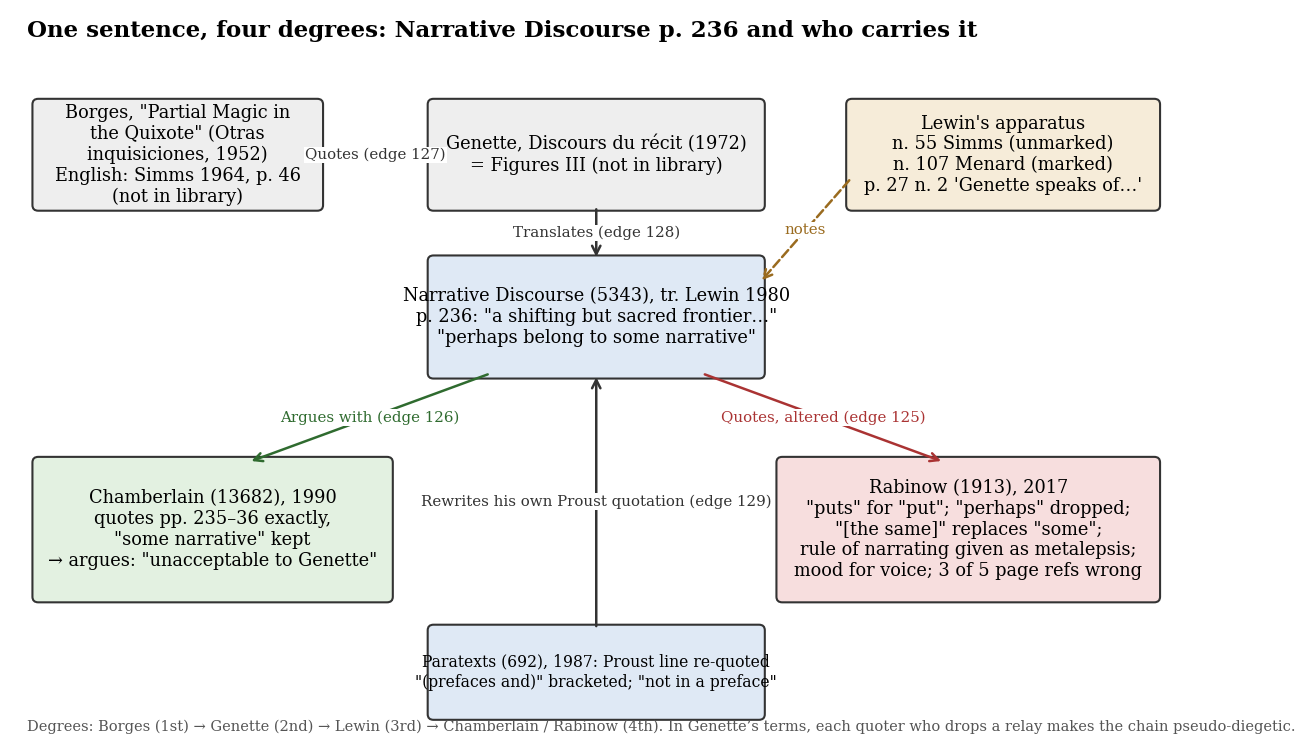 One sentence, four degrees: Narrative Discourse p. 236 and who carries it
Borges, "Partial Magic in
the Quixote" (Otras
inquisiciones, 1952)
English: Simms 1964, p. 46
(not in library)
Quotes (edge 127)
Genette, Discours du récit (1972)
= Figures III (not in library)
Lewin's apparatus
n. 55 Simms (unmarked)
n. 107 Menard (marked)
p. 27 n. 2 'Genette speaks of…'
Translates (edge 128)
notes
Narrative Discourse (5343), tr. Lewin 1980
p. 236: "a shifting but sacred frontier…"
"perhaps belong to some narrative"
Argues with (edge 126)
Quotes, altered (edge 125)
Chamberlain (13682), 1990
quotes pp. 235–36 exactly,
"some narrative" kept
→ argues: "unacceptable to Genette"
Rewrites his own Proust quotation (edge 129)
Rabinow (1913), 2017
"puts" for "put"; "perhaps" dropped;
"[the same]" replaces "some";
rule of narrating given as metalepsis;
mood for voice; 3 of 5 page refs wrong
Paratexts (692), 1987: Proust line re-quoted
"(prefaces and)" bracketed; "not in a preface"
Degrees: Borges (1st) → Genette (2nd) → Lewin (3rd) → Chamberlain / Rabinow (4th). In Genette’s terms, each quoter who drops a relay makes the chain pseudo-diegetic.